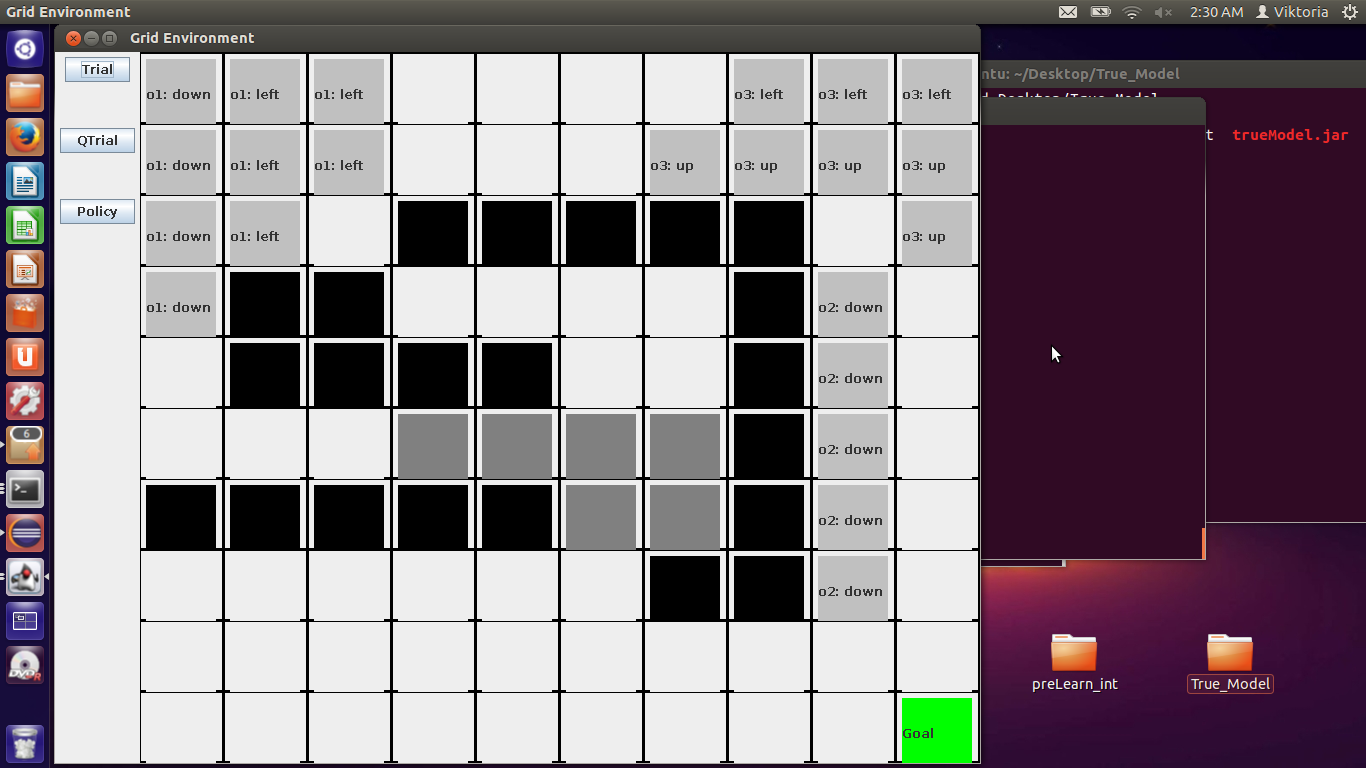 Grid Environment
2:30 AM Viktoria
Grid Environment
ntu: ~/Desktop/True_Model
Trial
o1: down o1: left o1: left o3: left o3: left o3: left
t trueModel.jar
QTrial
o1: down o1: left o1: left o3: up o3: up o3: up o3: up
Policy
o1: down o1: left o3: up
o1: down o2: down
o2: down
o2: down
6
o2: down
o2: down
preLearn_int True_Model
Goal